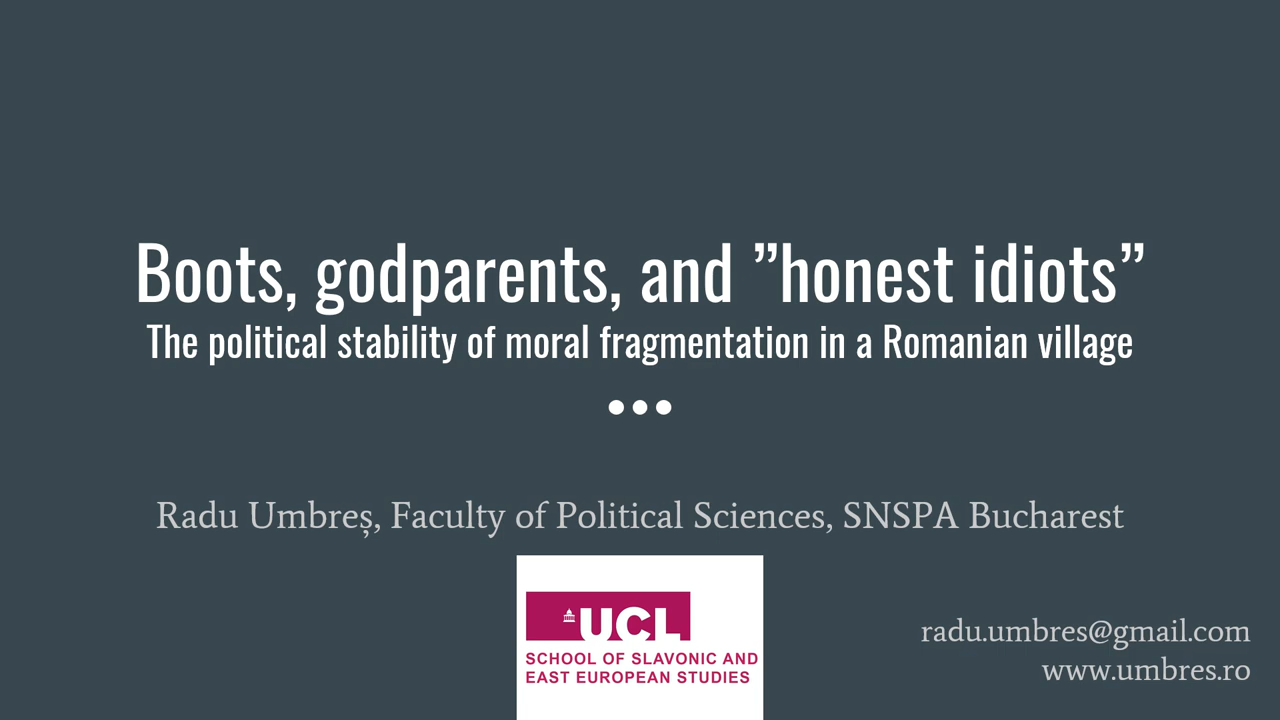 Boots, godparents, and ”honest idiots”
The political stability of moral fragmentation in a Romanian village
Radu Umbreș, Faculty of Political Sciences, SNSPA Bucharest
UCL
SCHOOL OF SLAVONIC AND
EAST EUROPEAN STUDIES
radu.umbres@gmail.com
www.umbres.ro